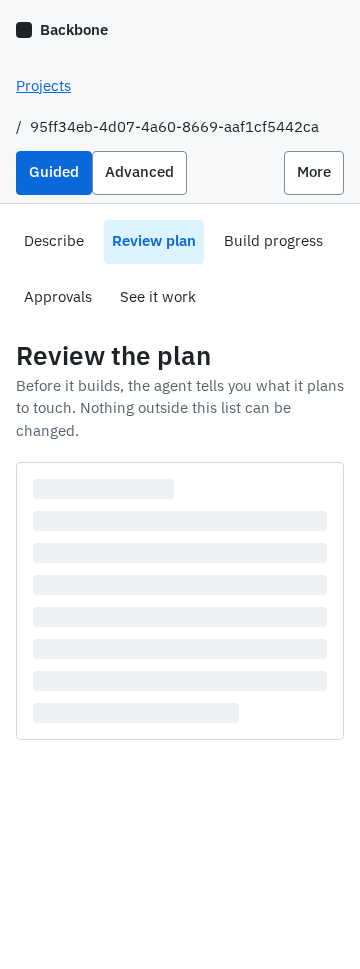 Backbone
Projects
/ 95ff34eb-4d07-4a60-8669-aaf1cf5442ca
Guided Advanced More
Describe Review plan Build progress
Approvals See it work
Review the plan
Before it builds, the agent tells you what it plans
to touch. Nothing outside this list can be
changed.